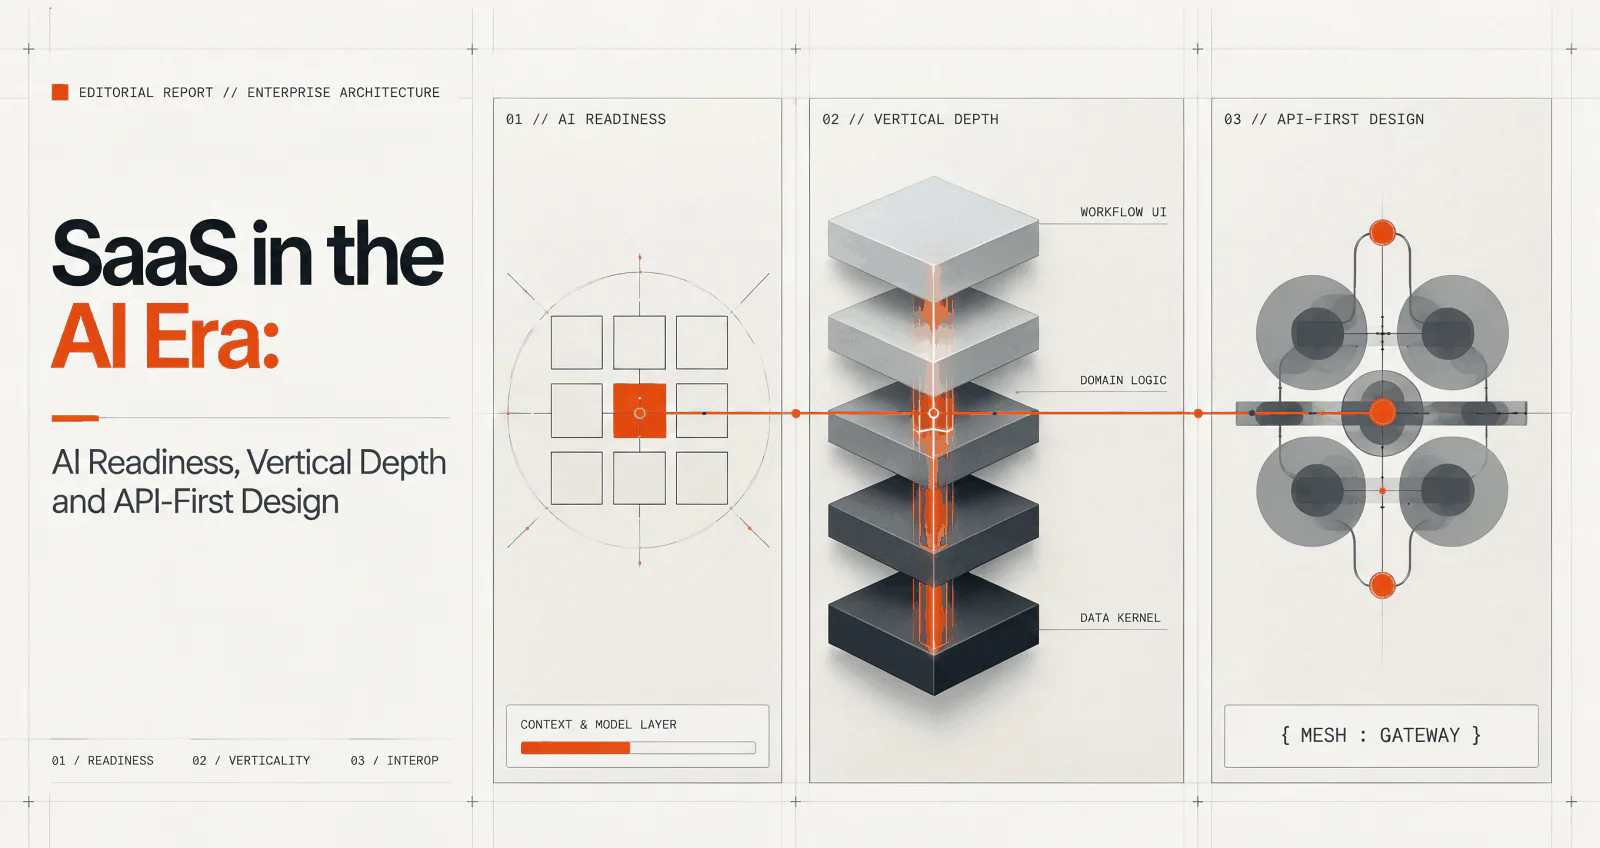 EDITORIAL REPORT // ENTERPRISE ARCHITECTURE
SaaS in the
AI Era:
AI Readiness, Vertical Depth
and API-First Design
01 / READINESS
02 / VERTICALITY
03 / INTEROP
01 // AI READINESS
CONTEXT & MODEL LAYER
02 // VERTICAL DEPTH
WORKFLOW UI
DOMAIN LOGIC
DATA KERNEL
03 // API-FIRST DESIGN
{ MESH : GATEWAY }